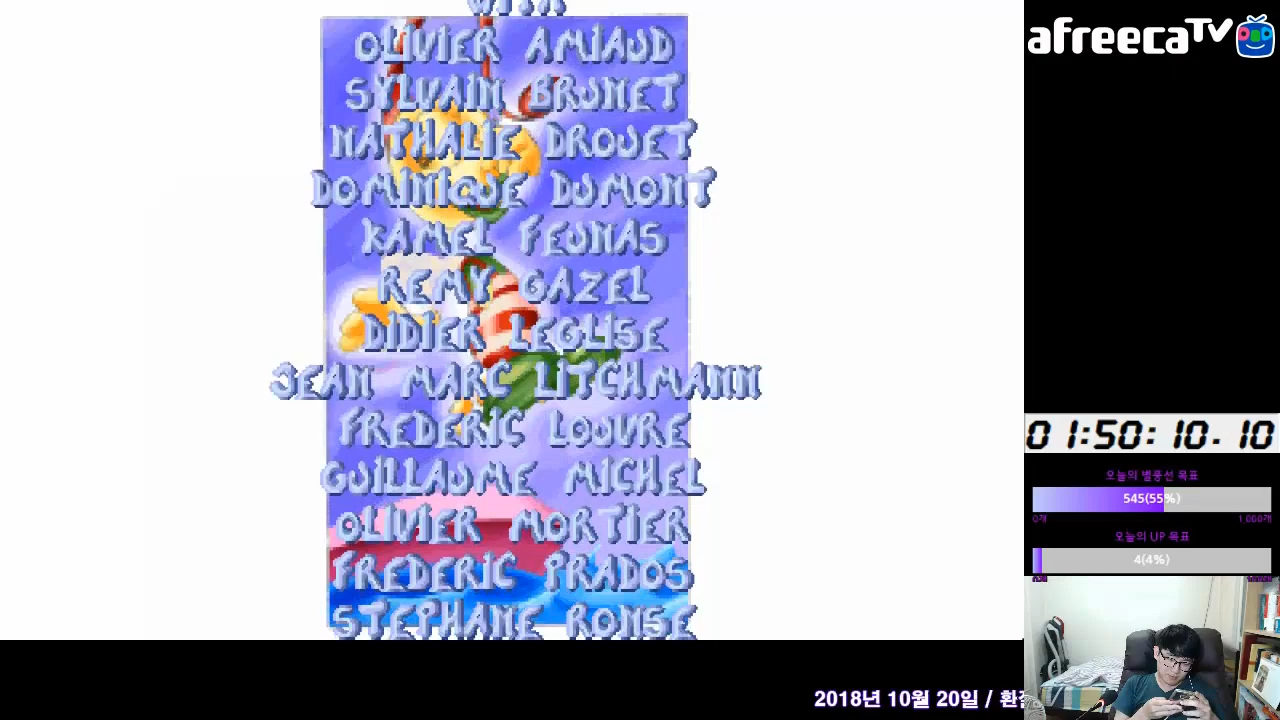 WITH
OLIVIER AMIAUD
SYLVAIN BRUNET
NATHALIE DROUET
DOMINIQUE DUMONT
KAMEL FEUNAS
REMY GAZEL
DIDIER LEGLISE
JEAN MARC LITCHMANN
FREDERIC LOUVRE
GUILLAUME MICHEL
OLIVIER MORTIER
FREDERIC PRADOS
STEPHANE RONSE
afreecaTV
01:50:10.10
오늘의 별풍선 목표
545(55%)
0개 1,000개
오늘의 UP 목표
4(4%)
2018년 10월 20일 /